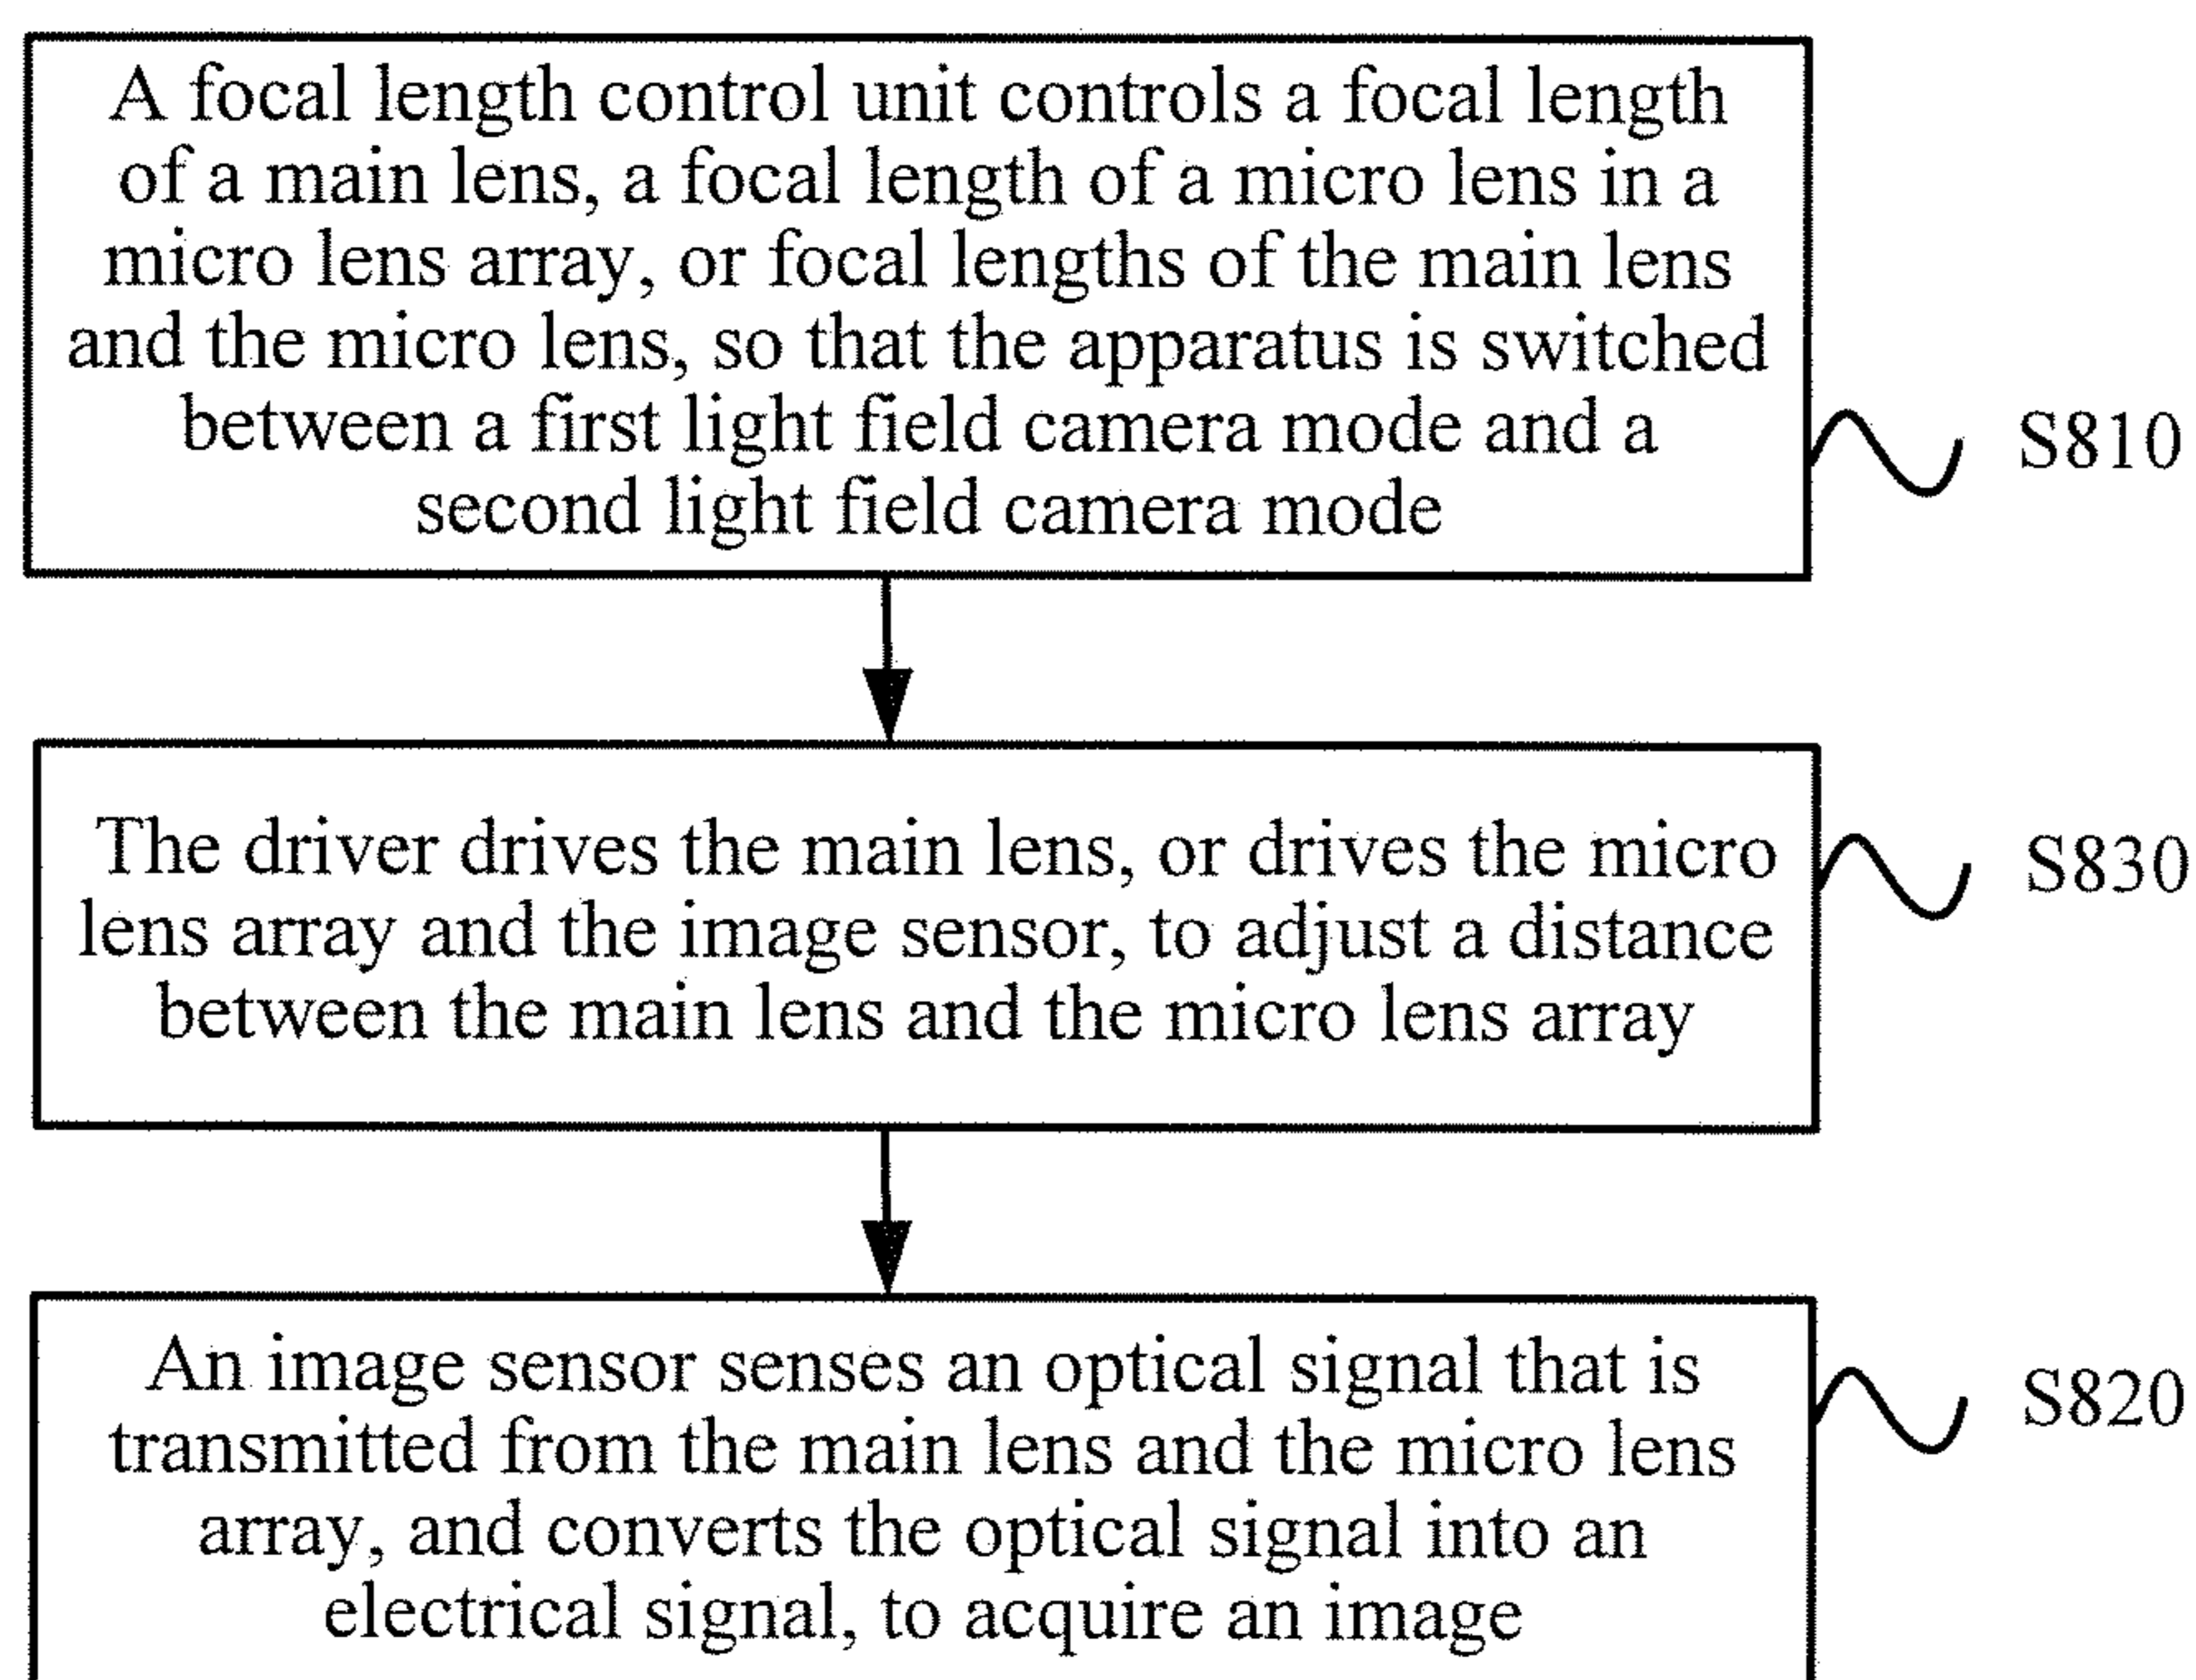 A focal length control unit controls a focal length
of a main lens, a focal length of a micro lens in a
micro lens array, or focal lengths of the main lens
and the micro lens, so that the apparatus is switched
between a first light field camera mode and a
second light field camera mode
S810
The driver drives the main lens, or drives the micro
lens array and the image sensor, to adjust a distance
between the main lens and the micro lens array
S830
An image sensor senses an optical signal that is
transmitted from the main lens and the micro lens
array, and converts the optical signal into an
electrical signal, to acquire an image
S820